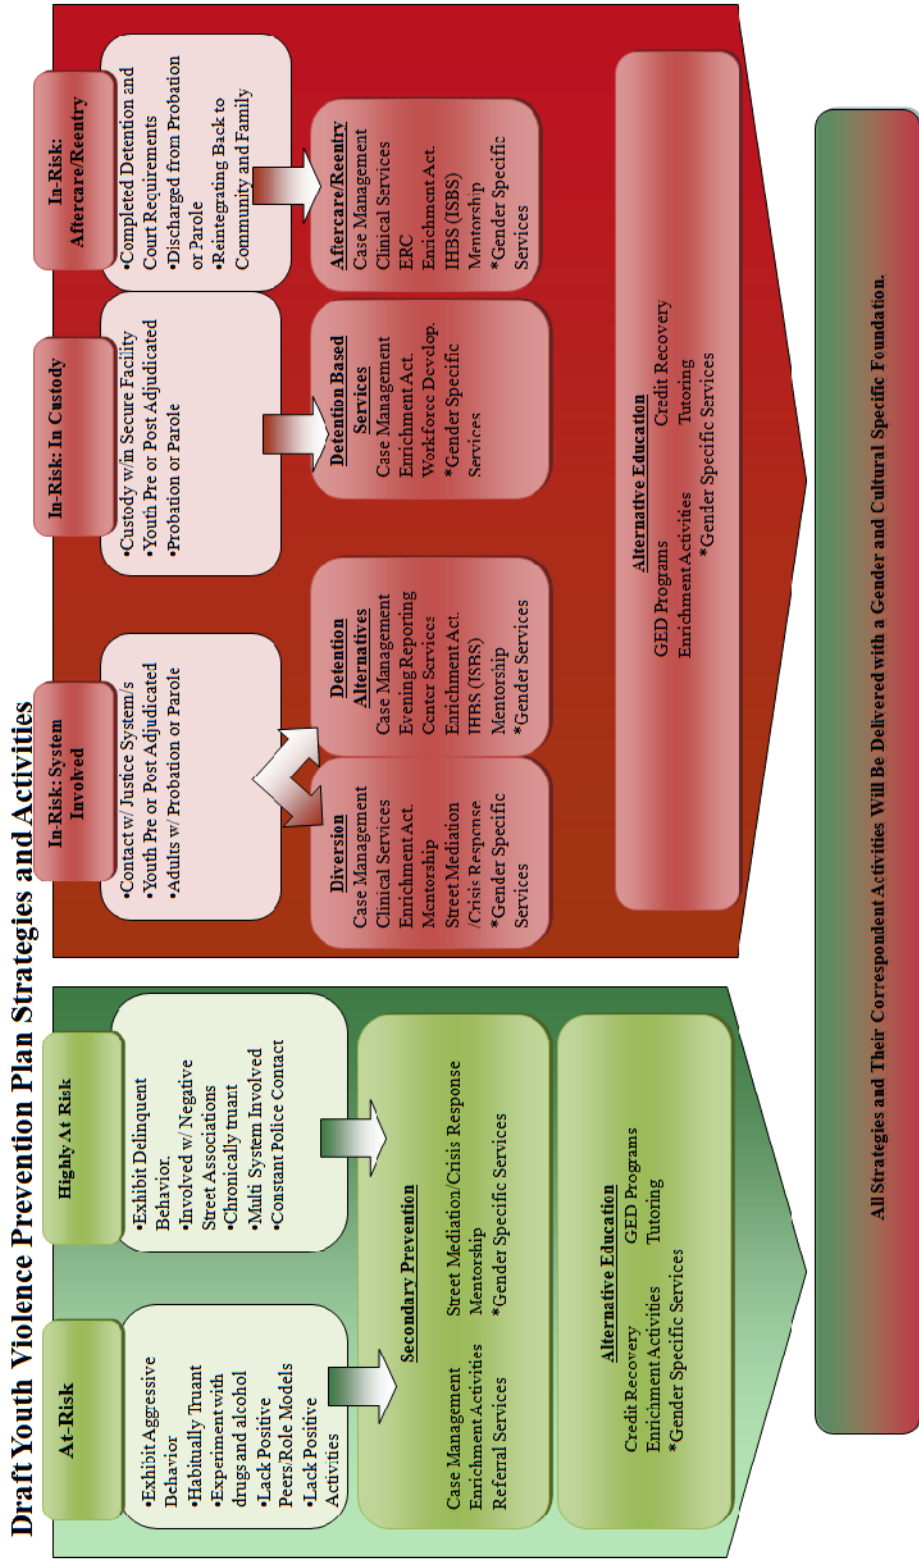 Draft Youth Violence Prevention Plan Strategies and Activities
At-Risk
•Exhibit Aggressive
Behavior
•Habitually Truant
•Experiment with
drugs and alcohol
•Lack Positive
Peers/Role Models
•Lack Positive
Activities
Highly At Risk
•Exhibit Delinquent
Behavior.
•Involved w/ Negative
Street Associations
•Chronically truant
•Multi System Involved
•Constant Police Contact
Secondary Prevention
Case Management Street Mediation/Crisis Response
Enrichment Activities Mentorship
Referral Services *Gender Specific Services
Alternative Education
Credit Recovery GED Programs
Enrichment Activities Tutoring
*Gender Specific Services
In-Risk: System
Involved
•Contact w/ Justice System/s
•Youth Pre or Post Adjudicated
•Adults w/ Probation or Parole
Diversion
Case Management
Clinical Services
Enrichment Act.
Mentorship
Street Mediation
/Crisis Response
*Gender Specific
Services
Detention
Alternatives
Case Management
Evening Reporting
Center Services
Enrichment Act.
IHBS (ISBS)
Mentorship
*Gender Services
In-Risk: In Custody
•Custody w/in Secure Facility
•Youth Pre or Post Adjudicated
•Probation or Parole
Detention Based
Services
Case Management
Enrichment Act.
Workforce Develop.
*Gender Specific
Services
In-Risk:
Aftercare/Reentry
•Completed Detention and
Court Requirements
•Discharged from Probation
or Parole
•Reintegrating Back to
Community and Family
Aftercare/Reentry
Case Management
Clinical Services
ERC
Enrichment Act.
IHBS (ISBS)
Mentorship
*Gender Specific
Services
Alternative Education
GED Programs Credit Recovery
Enrichment Activities Tutoring
*Gender Specific Services
All Strategies and Their Correspondent Activities Will Be Delivered with a Gender and Cultural Specific Foundation.